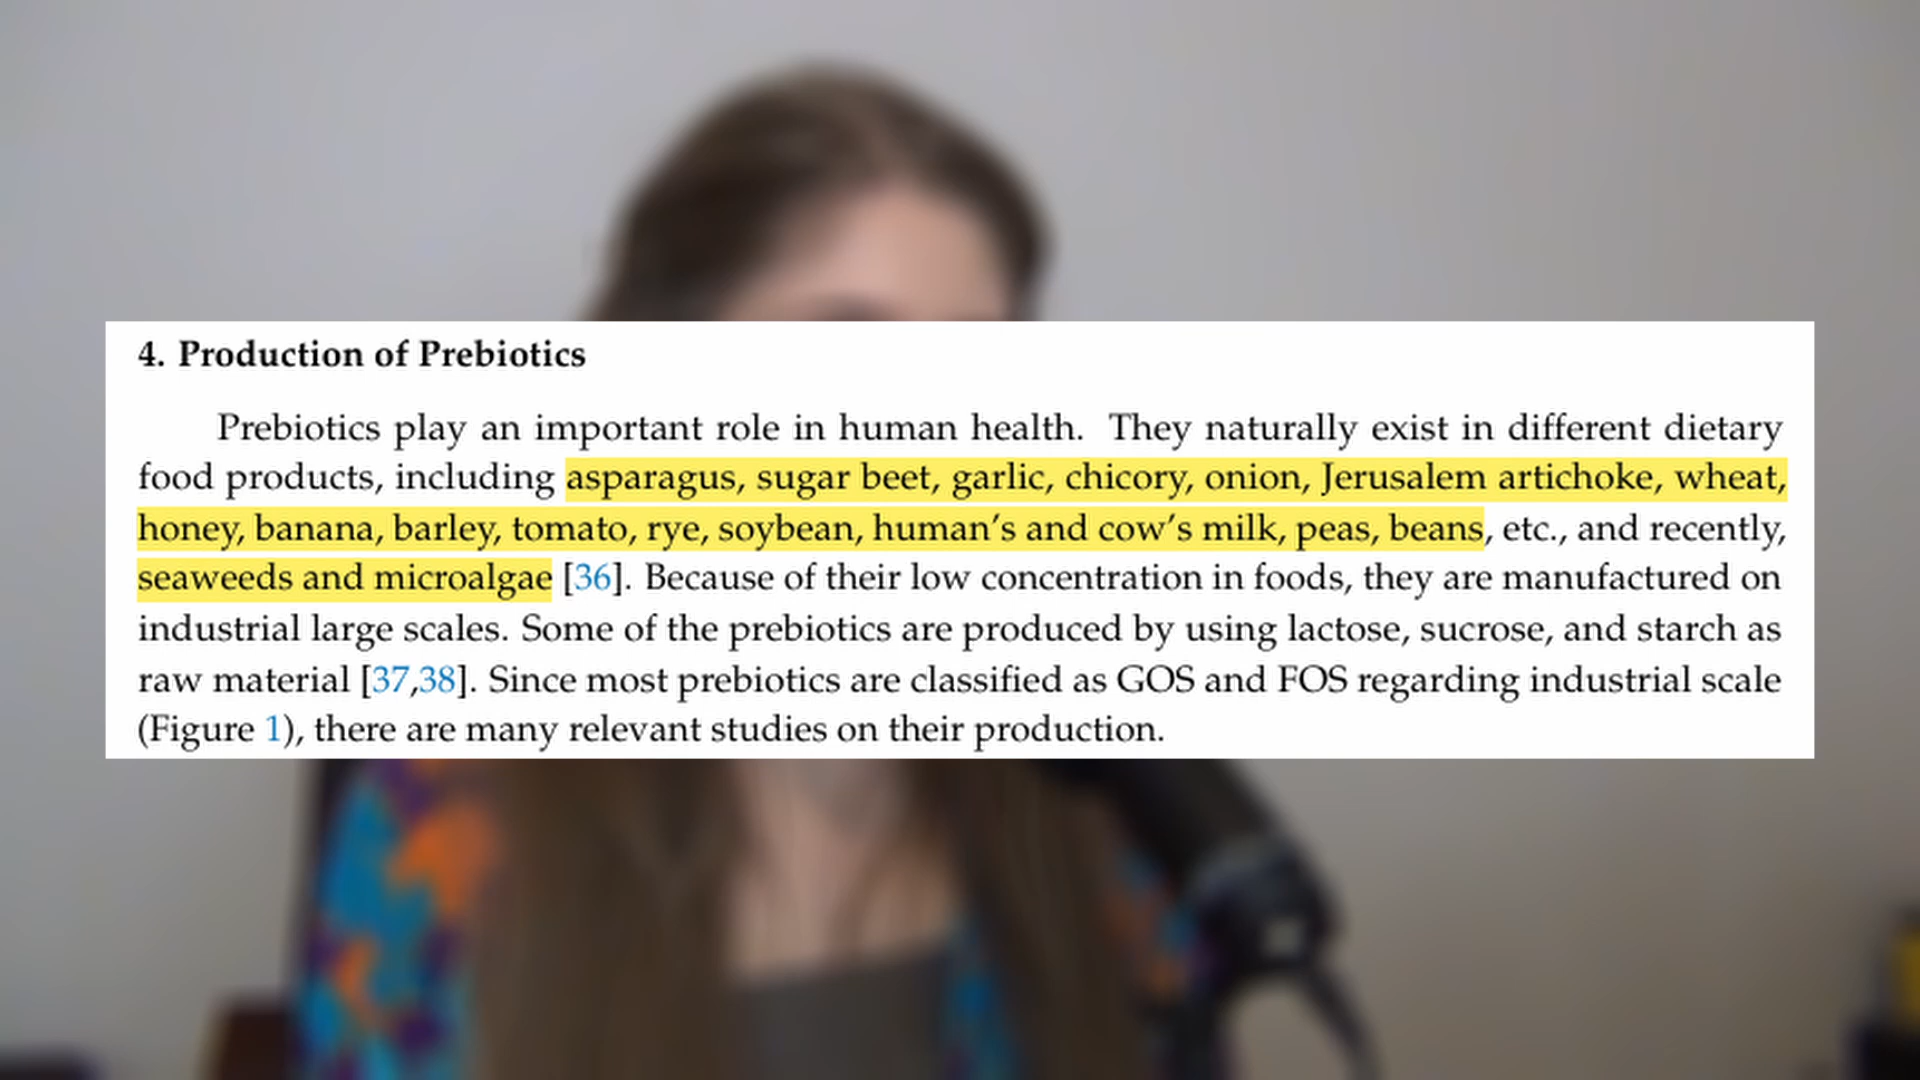 4. Production of Prebiotics
Prebiotics play an important role in human health. They naturally exist in different dietary
food products, including asparagus, sugar beet, garlic, chicory, onion, Jerusalem artichoke, wheat,
honey, banana, barley, tomato, rye, soybean, human's and cow's milk, peas, beans, etc., and recently,
seaweeds and microalgae [36]. Because of their low concentration in foods, they are manufactured on
industrial large scales. Some of the prebiotics are produced by using lactose, sucrose, and starch as
raw material [37,38]. Since most prebiotics are classified as GOS and FOS regarding industrial scale
(Figure 1), there are many relevant studies on their production.